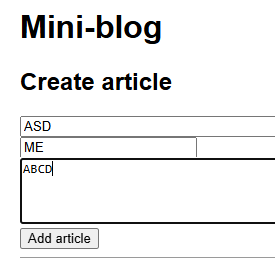 Mini-blog
Create article
ASD
ME
ABCD
Add article